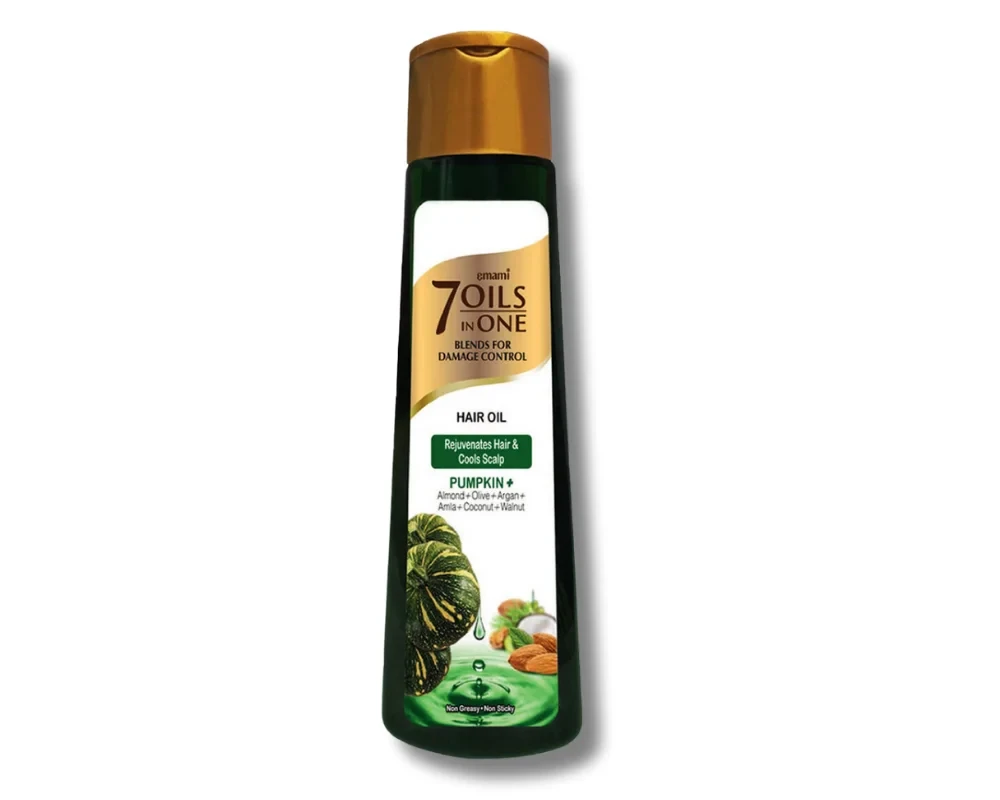 emami
7 OILS
IN ONE
BLENDS FOR
DAMAGE CONTROL
HAIR OIL
Rejuvenates Hair &
Cools Scalp
PUMPKIN +
Almond + Olive + Argan +
Amla + Coconut + Walnut
Non Greasy • Non Sticky